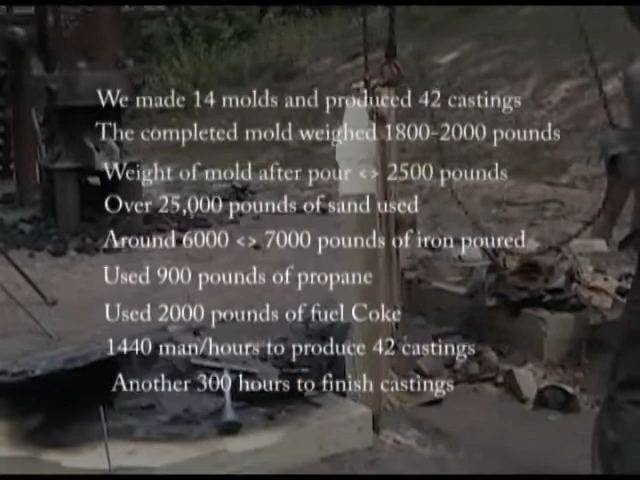 We made 14 molds and produced 42 castings
The completed mold weighed 1800-2000 pounds
Weight of mold after pour <> 2500 pounds
Over 25,000 pounds of sand used
Around 6000 <> 7000 pounds of iron poured
Used 900 pounds of propane
Used 2000 pounds of fuel Coke
1440 man/hours to produce 42 castings
Another 300 hours to finish castings